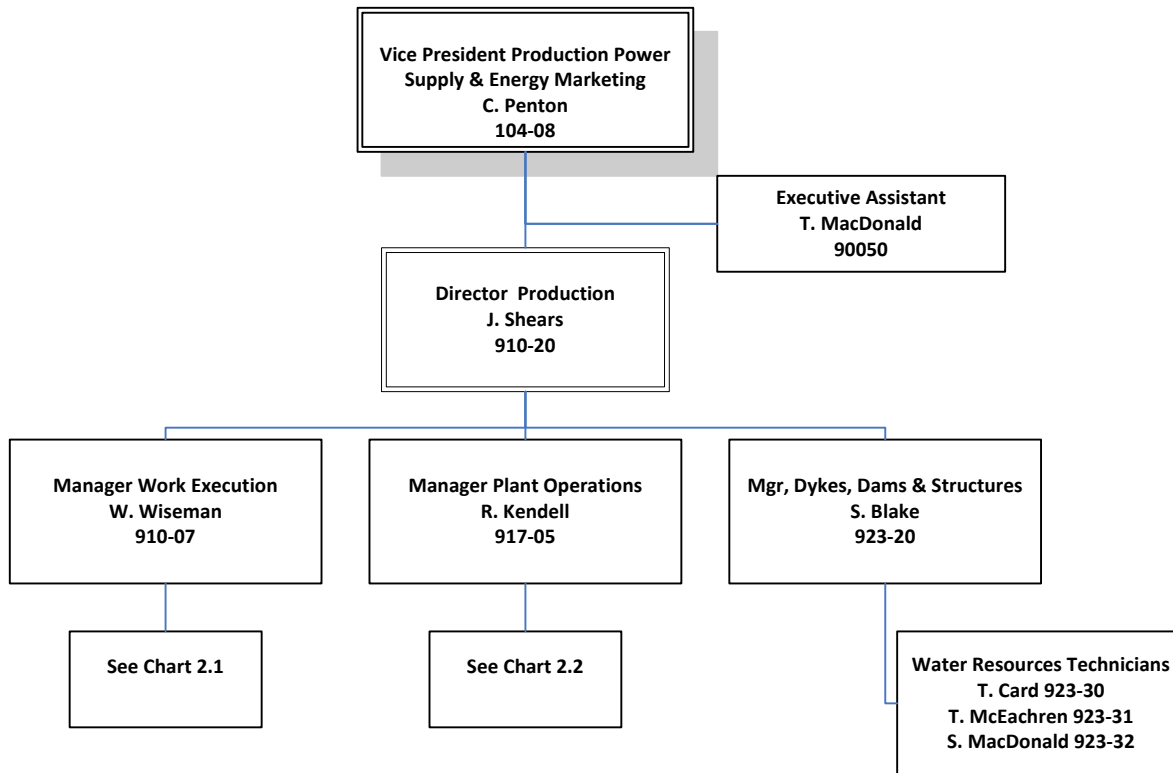 Vice President Production Power
Supply & Energy Marketing
C. Penton
104-08
Executive Assistant
T. MacDonald
90050
Director  Production
J. Shears
910-20
Manager Work Execution
W. Wiseman
910-07
Manager Plant Operations
R. Kendell
917-05
Mgr, Dykes, Dams & Structures
S. Blake
923-20
See Chart 2.1
See Chart 2.2
Water Resources Technicians
T. Card 923-30
T. McEachren 923-31
S. MacDonald 923-32